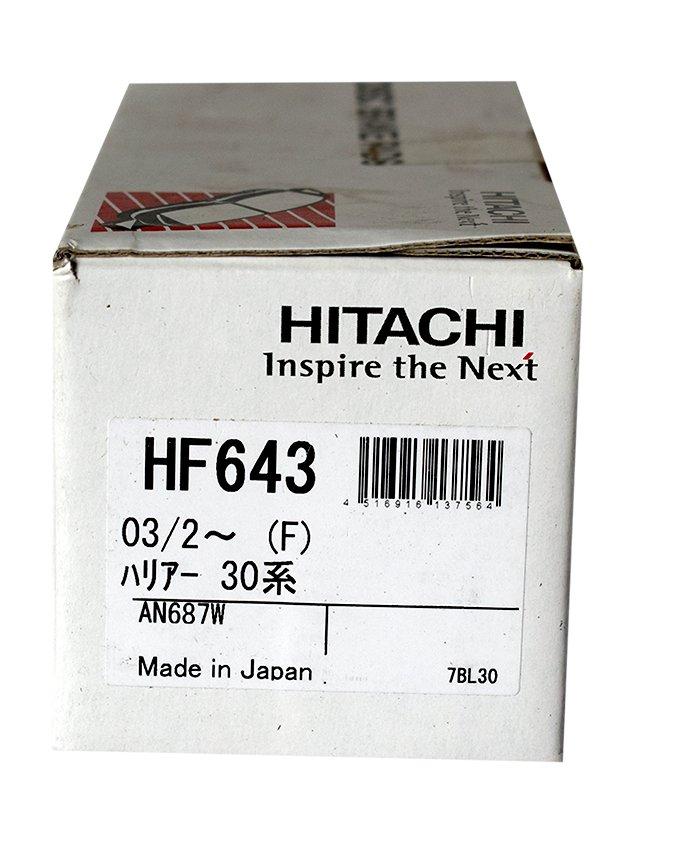 HITACHI
Inspire the Next
HITACHI
Inspire the Next
HF643
4 516916 137564
03/2～ (F)
ﾊﾘｱｰ 30系
AN687W
Made in Japan
7BL30